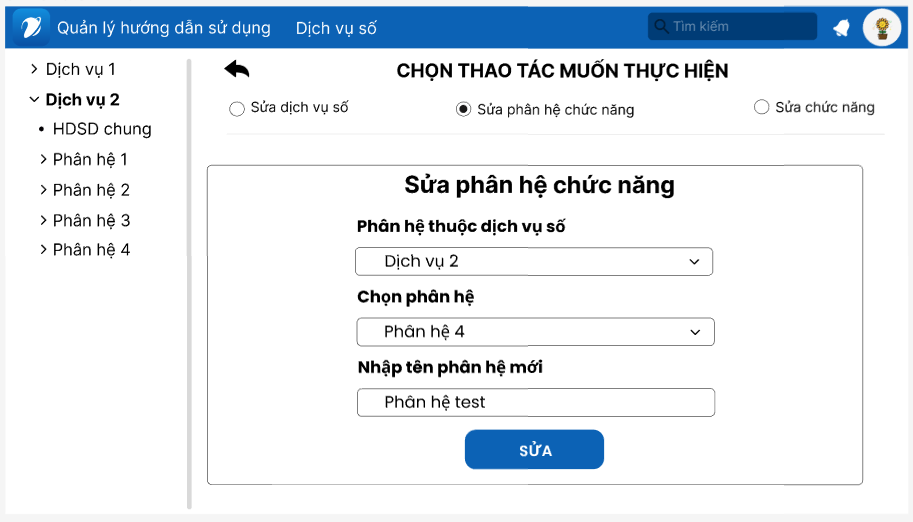 Quản lý hướng dẫn sử dụng Dịch vụ số Tìm kiếm
Dịch vụ 1
Dịch vụ 2
HDSD chung
Phân hệ 1
Phân hệ 2
Phân hệ 3
Phân hệ 4
CHỌN THAO TÁC MUỐN THỰC HIỆN
Sửa dịch vụ số Sửa phân hệ chức năng Sửa chức năng
Sửa phân hệ chức năng
Phân hệ thuộc dịch vụ số
Dịch vụ 2
Chọn phân hệ
Phân hệ 4
Nhập tên phân hệ mới
Phân hệ test
SỬA